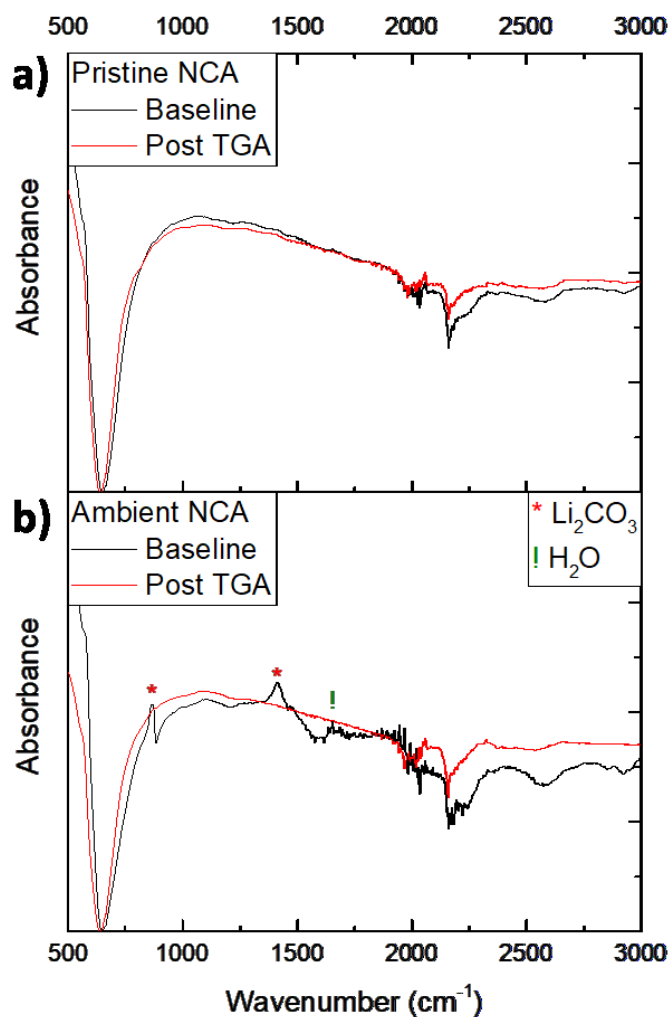 500 1000 1500 2000 2500 3000
a)
Pristine NCA
Baseline
Post TGA
Absorbance
b)
Ambient NCA
Baseline
Post TGA
* Li₂CO₃
! H₂O
*
*
!
Absorbance
500 1000 1500 2000 2500 3000
Wavenumber (cm⁻¹)